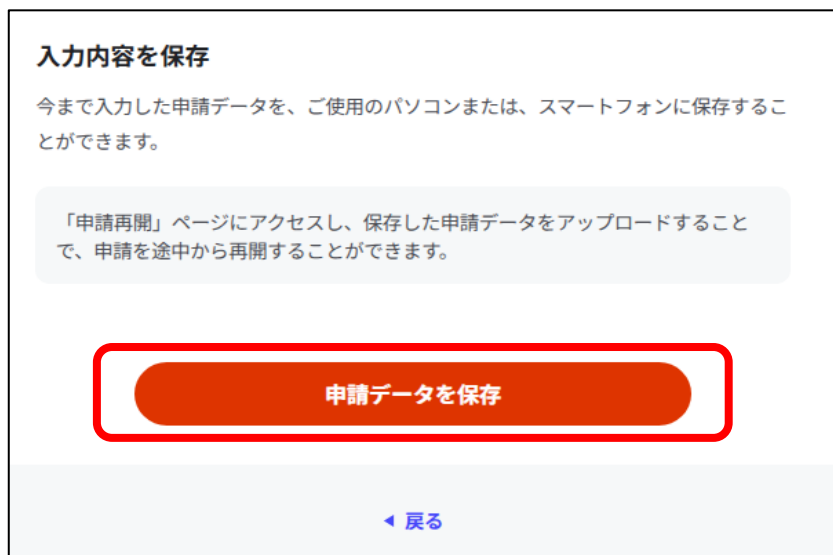 入力内容を保存
今まで入力した申請データを、ご使用のパソコンまたは、スマートフォンに保存するこ
とができます。
「申請再開」ページにアクセスし、保存した申請データをアップロードすること
で、申請を途中から再開することができます。
申請データを保存
◀ 戻る